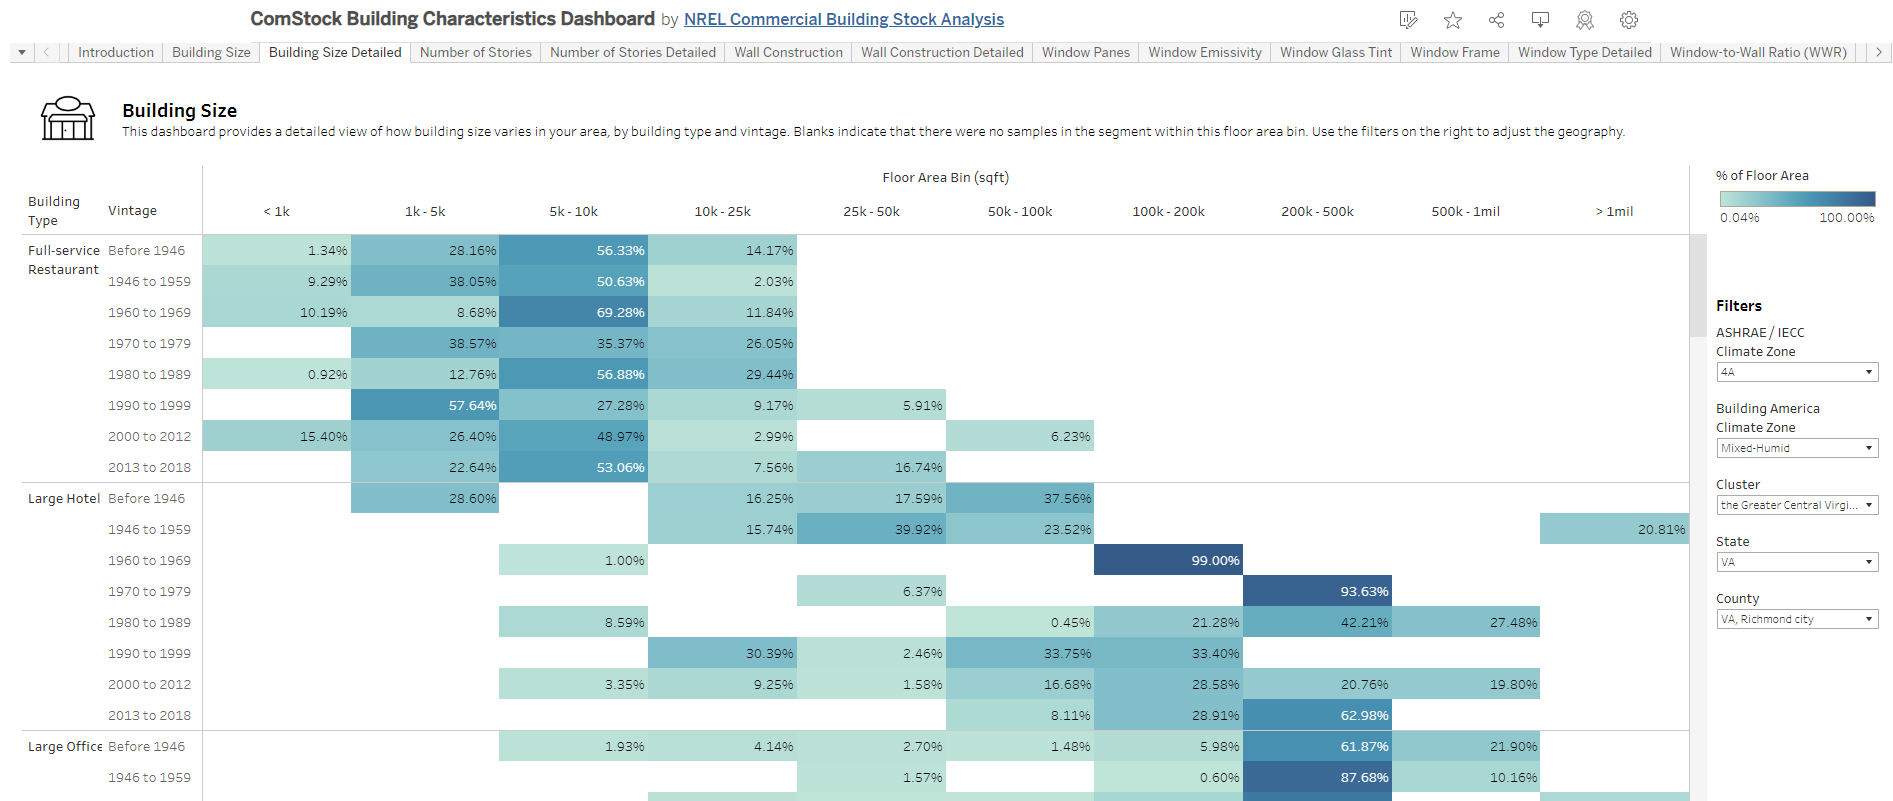 ComStock Building Characteristics Dashboard by NREL Commercial Building Stock Analysis
Introduction Building Size Building Size Detailed Number of Stories Number of Stories Detailed Wall Construction Wall Construction Detailed Window Panes Window Emissivity Window Glass Tint Window Frame Window Type Detailed Window-to-Wall Ratio (WWR)
Building Size
This dashboard provides a detailed view of how building size varies in your area, by building type and vintage. Blanks indicate that there were no samples in the segment within this floor area bin. Use the filters on the right to adjust the geography.
Floor Area Bin (sqft)
Building Type Vintage < 1k 1k - 5k 5k - 10k 10k - 25k 25k - 50k 50k - 100k 100k - 200k 200k - 500k 500k - 1mil > 1mil
Full-service Restaurant Before 1946 1.34% 28.16% 56.33% 14.17%
1946 to 1959 9.29% 38.05% 50.63% 2.03%
1960 to 1969 10.19% 8.68% 69.28% 11.84%
1970 to 1979 38.57% 35.37% 26.05%
1980 to 1989 0.92% 12.76% 56.88% 29.44%
1990 to 1999 57.64% 27.28% 9.17% 5.91%
2000 to 2012 15.40% 26.40% 48.97% 2.99% 6.23%
2013 to 2018 22.64% 53.06% 7.56% 16.74%
Large Hotel Before 1946 28.60% 16.25% 17.59% 37.56%
1946 to 1959 15.74% 39.92% 23.52% 20.81%
1960 to 1969 1.00% 99.00%
1970 to 1979 6.37% 93.63%
1980 to 1989 8.59% 0.45% 21.28% 42.21% 27.48%
1990 to 1999 30.39% 2.46% 33.75% 33.40%
2000 to 2012 3.35% 9.25% 1.58% 16.68% 28.58% 20.76% 19.80%
2013 to 2018 8.11% 28.91% 62.98%
Large Office Before 1946 1.93% 4.14% 2.70% 1.48% 5.98% 61.87% 21.90%
1946 to 1959 1.57% 0.60% 87.68% 10.16%
% of Floor Area
0.04% 100.00%
Filters
ASHRAE / IECC
Climate Zone
4A
Building America
Climate Zone
Mixed-Humid
Cluster
the Greater Central Virgi...
State
VA
County
VA, Richmond city